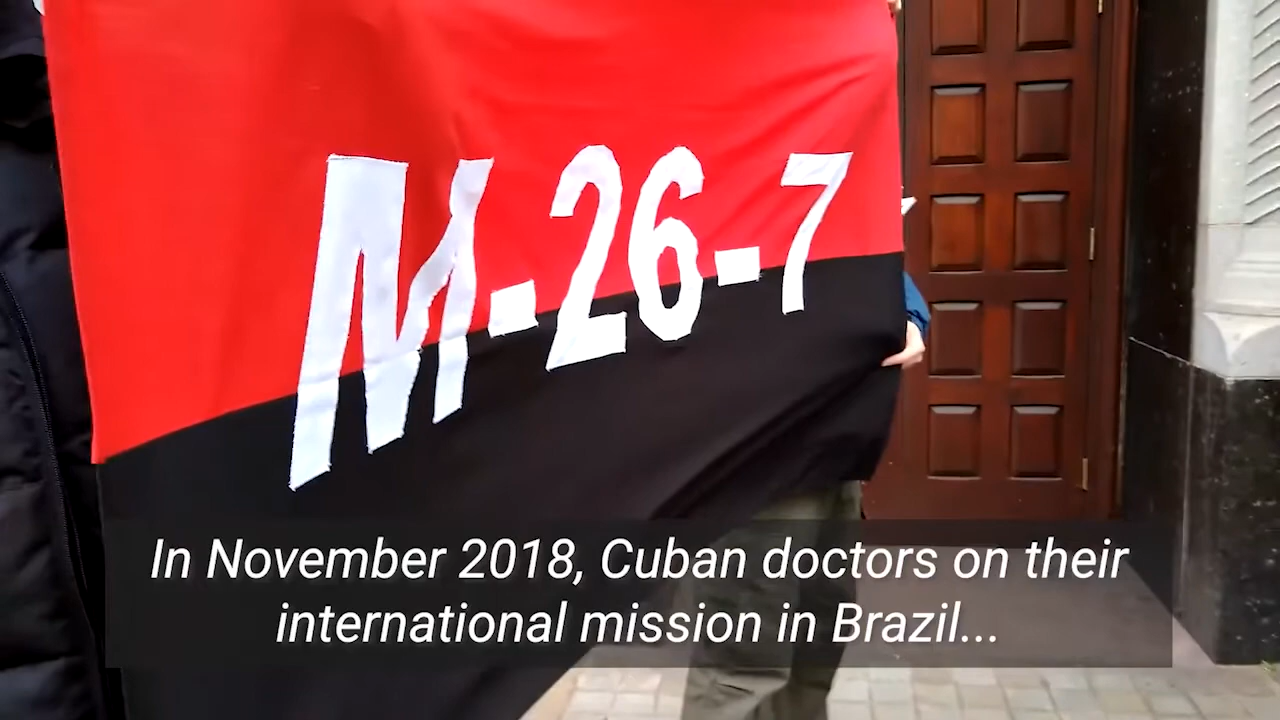 M-26-7
In November 2018, Cuban doctors on their
international mission in Brazil...